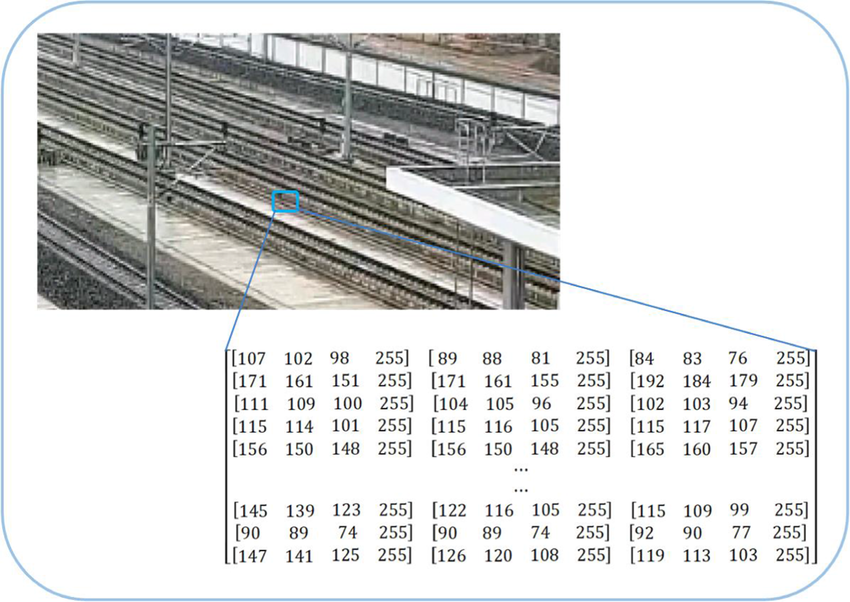 [[107 102 98 255] [89 88 81 255] [84 83 76 255]
[171 161 151 255] [171 161 155 255] [192 184 179 255]
[111 109 100 255] [104 105 96 255] [102 103 94 255]
[115 114 101 255] [115 116 105 255] [115 117 107 255]
[156 150 148 255] [156 150 148 255] [165 160 157 255]
...
...
[145 139 123 255] [122 116 105 255] [115 109 99 255]
[90 89 74 255] [90 89 74 255] [92 90 77 255]
[147 141 125 255] [126 120 108 255] [119 113 103 255]]